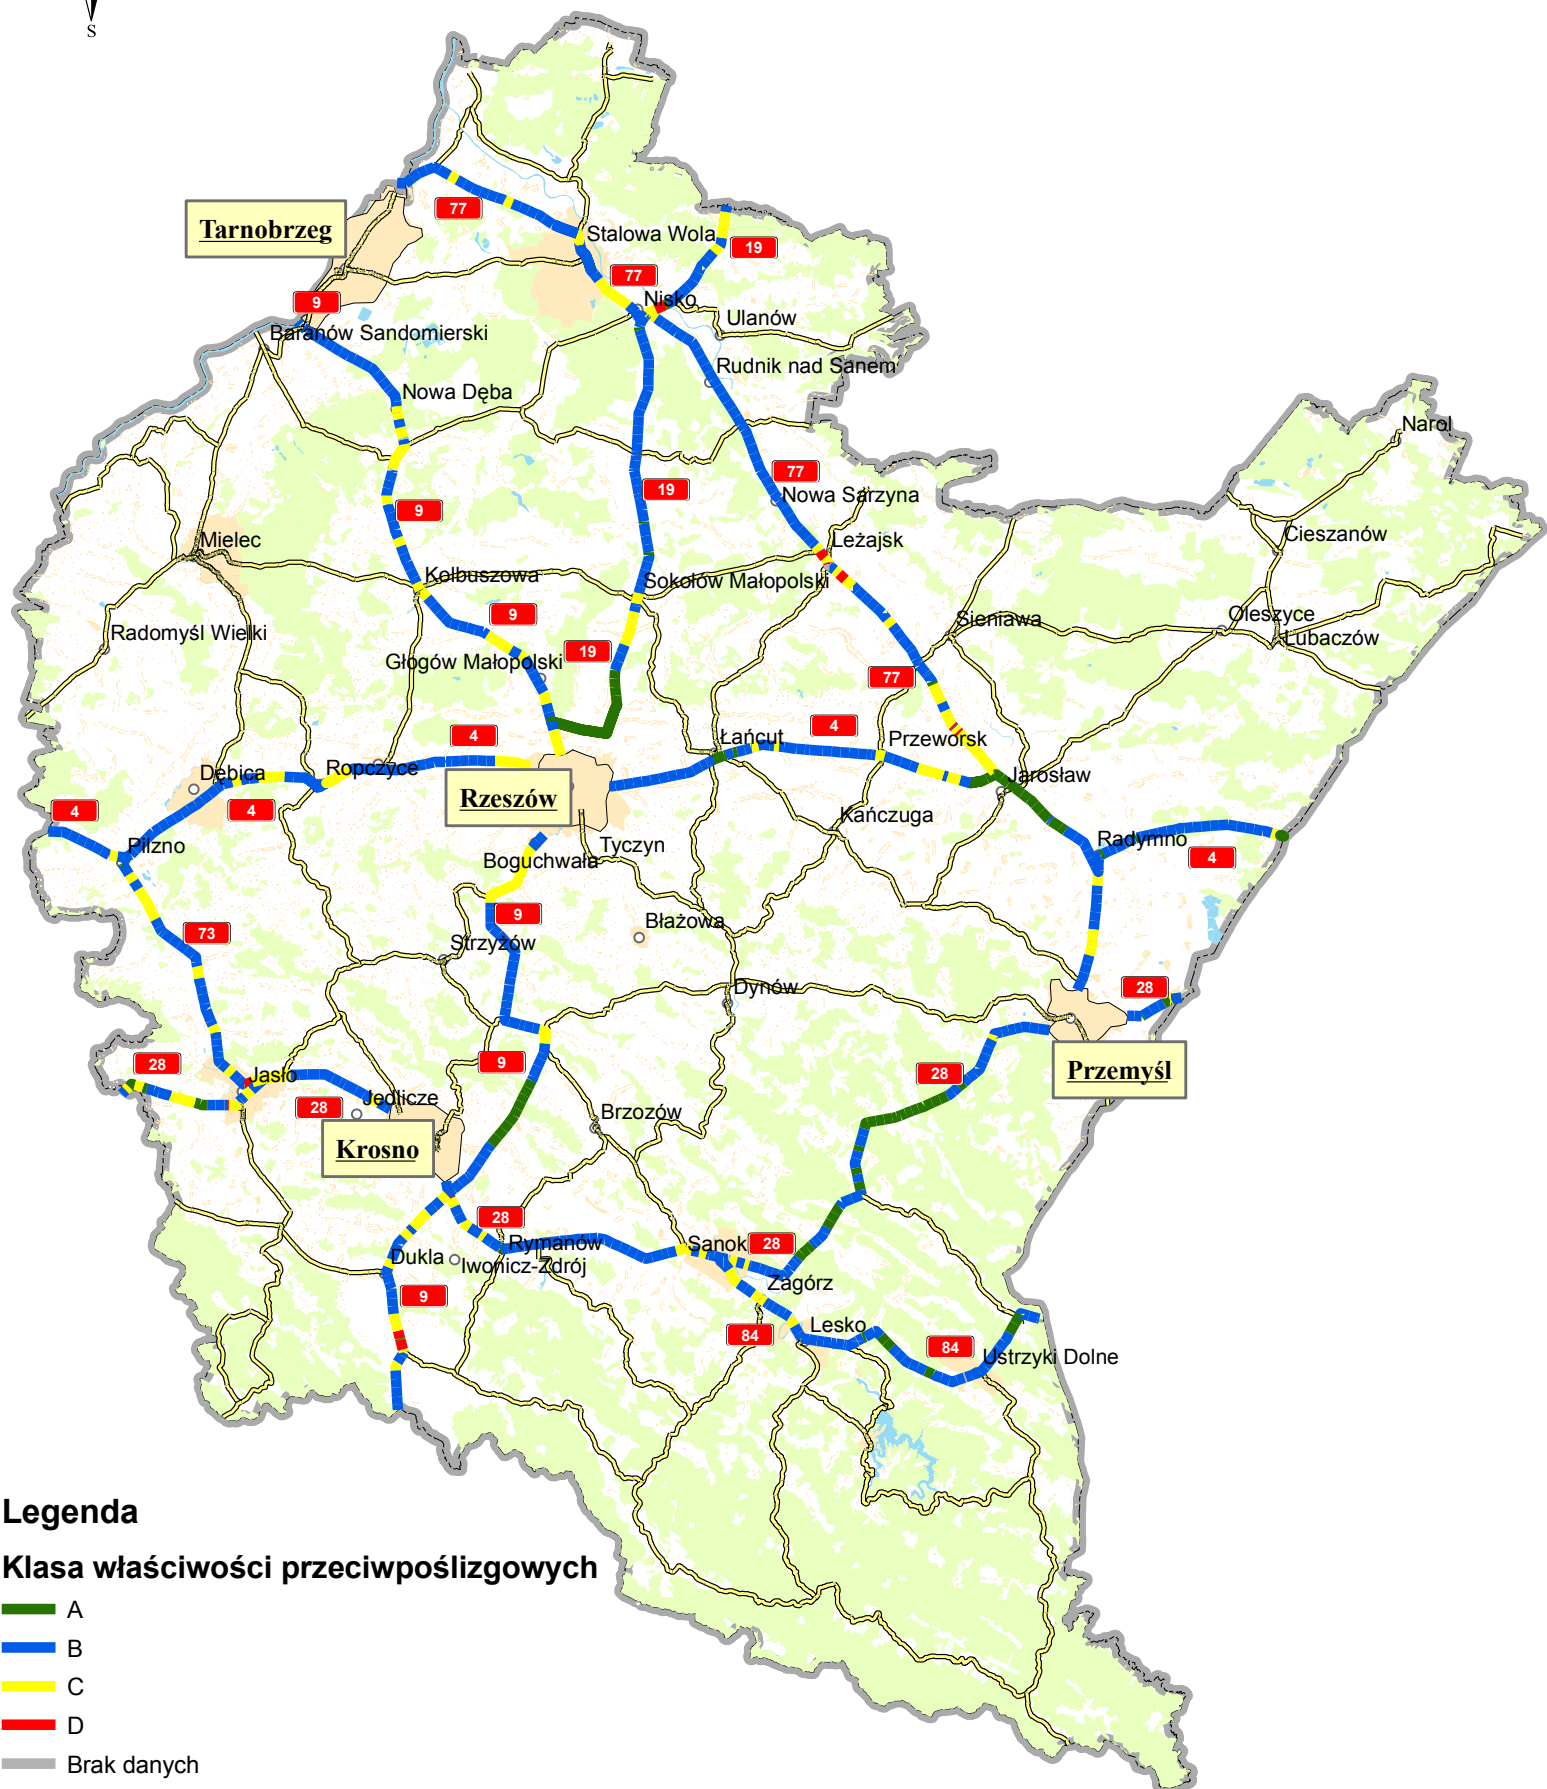 S
Tarnobrzeg
77
Stalowa Wola
19
77
9
Nisko
Ulanów
Baranów Sandomierski
Rudnik nad Sanem
Nowa Dęba
Narol
77
19
Nowa Sarzyna
9
Cieszanów
Mielec
Leżajsk
Kolbuszowa
Sokołów Małopolski
9
Sieniawa
Oleszyce
Radomyśl Wielki
Lubaczów
19
Głogów Małopolski
77
4
4
Łańcut
Przeworsk
Dębica
Ropczyce
Jarosław
Rzeszów
4
4
Kańczuga
Pilzno
Tyczyn
Radymno
Boguchwała
4
9
Błażowa
73
Strzyżów
Dynów
28
28
9
Przemyśl
28
Jasło
Jedlicze
28
Brzozów
Krosno
28
Rymanów
Sanok
28
Dukla
Iwonicz-Zdrój
Zagórz
9
Lesko
84
84
Ustrzyki Dolne
Legenda
Klasa właściwości przeciwpoślizgowych
A
B
C
D
Brak danych